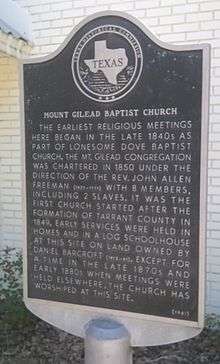 TEXAS
MOUNT GILEAD BAPTIST CHURCH
THE EARLIEST RELIGIOUS MEETINGS
HERE BEGAN IN THE LATE 1840s AS
PART OF LONESOME DOVE BAPTIST
CHURCH. THE MT. GILEAD CONGREGATION
WAS CHARTERED IN 1850 UNDER THE
DIRECTION OF THE REV. JOHN ALLEN
FREEMAN WITH 8 MEMBERS,
INCLUDING 2 SLAVES. IT WAS THE
FIRST CHURCH STARTED AFTER THE
FORMATION OF TARRANT COUNTY IN
1849. EARLY SERVICES WERE HELD IN
HOMES AND IN A LOG SCHOOLHOUSE
AT THIS SITE ON LAND OWNED BY
DANIEL BARCROFT EXCEPT FOR
A TIME IN THE LATE 1870s AND
EARLY 1880s WHEN MEETINGS WERE
HELD ELSEWHERE, THE CHURCH HAS
WORSHIPED AT THIS SITE.